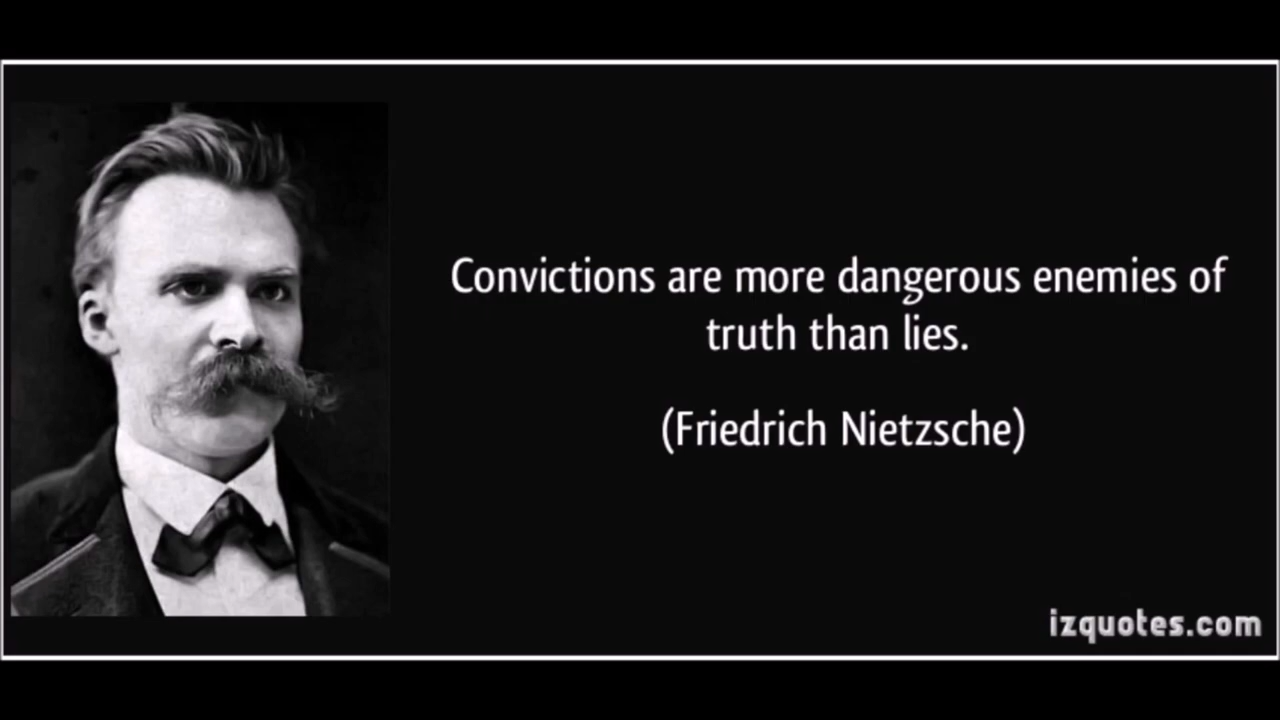 Convictions are more dangerous enemies of
truth than lies.
(Friedrich Nietzsche)
izquotes.com